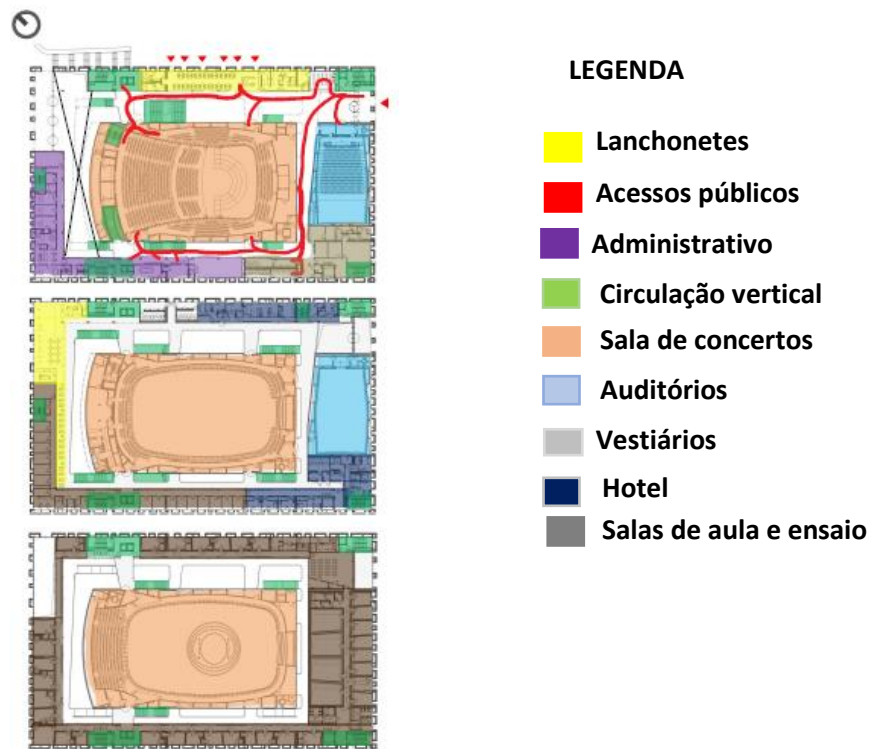 LEGENDA
Lanchonetes
Acessos públicos
Administrativo
Circulação vertical
Sala de concertos
Auditórios
Vestiários
Hotel
Salas de aula e ensaio